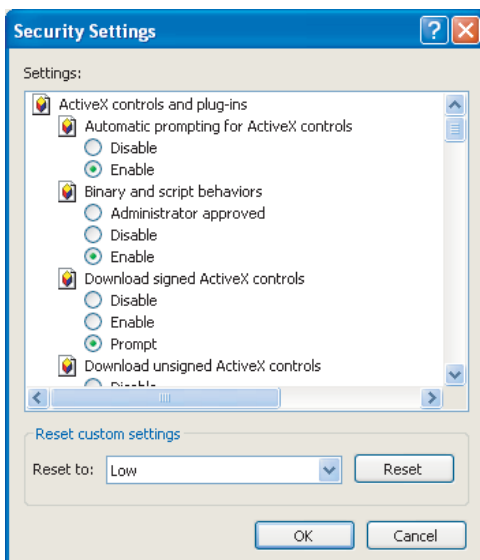 Security Settings
Settings:
ActiveX controls and plug-ins
Automatic prompting for ActiveX controls
Disable
Enable
Binary and script behaviors
Administrator approved
Disable
Enable
Download signed ActiveX controls
Disable
Enable
Prompt
Download unsigned ActiveX controls
Disable
Reset custom settings
Reset to: Low Reset
OK Cancel